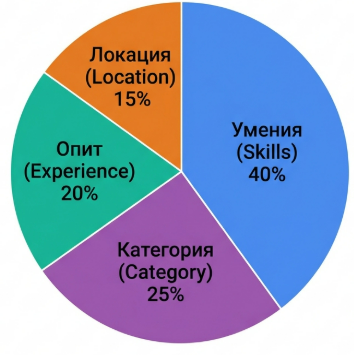 Локация
(Location)
15%
Умения
(Skills)
40%
Опит
(Experience)
20%
Категория
(Category)
25%